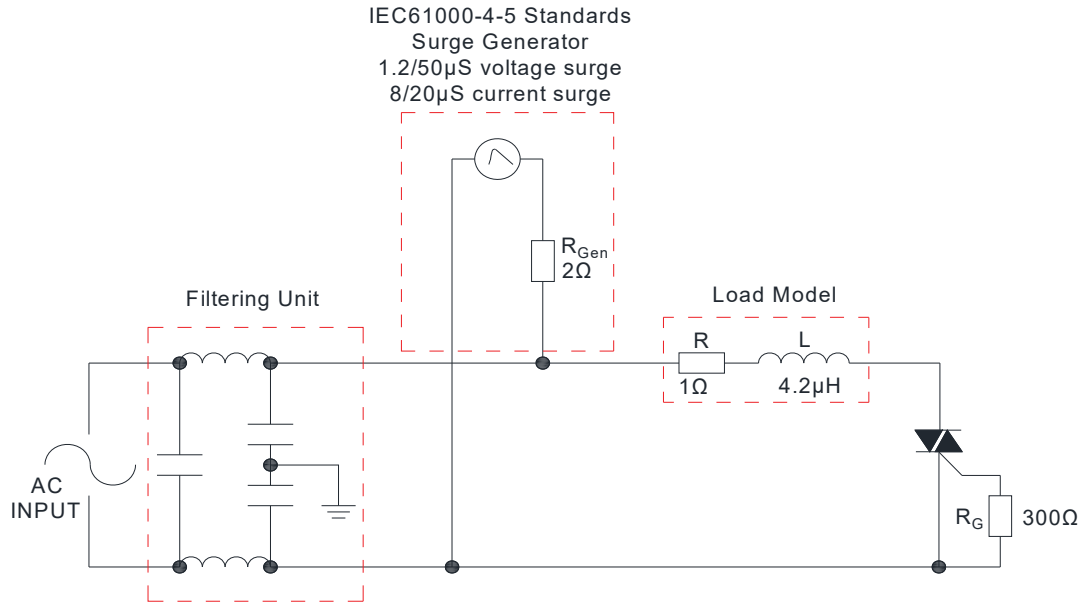 IEC61000-4-5 Standards
Surge Generator
1.2/50µS voltage surge
8/20µS current surge
RGen
2Ω
Filtering Unit
Load Model
R
L
1Ω
4.2µH
AC
INPUT
RG
300Ω